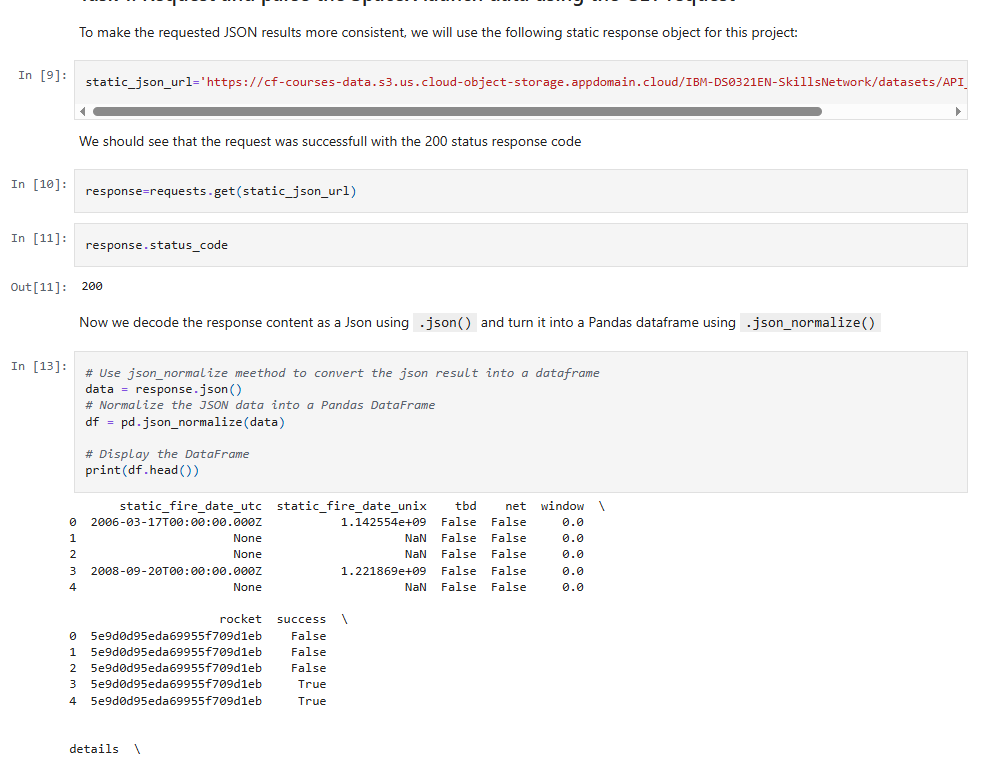 To make the requested JSON results more consistent, we will use the following static response object for this project:
In [9]:
static_json_url='https://cf-courses-data.s3.us.cloud-object-storage.appdomain.cloud/IBM-DS0321EN-SkillsNetwork/datasets/API_
We should see that the request was successfull with the 200 status response code
In [10]:
response=requests.get(static_json_url)
In [11]:
response.status_code
Out[11]:
200
Now we decode the response content as a Json using .json() and turn it into a Pandas dataframe using .json_normalize()
In [13]:
# Use json_normalize meethod to convert the json result into a dataframe
data = response.json()
# Normalize the JSON data into a Pandas DataFrame
df = pd.json_normalize(data)
# Display the DataFrame
print(df.head())
static_fire_date_utc static_fire_date_unix tbd net window \
0 2006-03-17T00:00:00.000Z 1.142554e+09 False False 0.0
1 None NaN False False 0.0
2 None NaN False False 0.0
3 2008-09-20T00:00:00.000Z 1.221869e+09 False False 0.0
4 None NaN False False 0.0
rocket success \
0 5e9d0d95eda69955f709d1eb False
1 5e9d0d95eda69955f709d1eb False
2 5e9d0d95eda69955f709d1eb False
3 5e9d0d95eda69955f709d1eb True
4 5e9d0d95eda69955f709d1eb True
details \